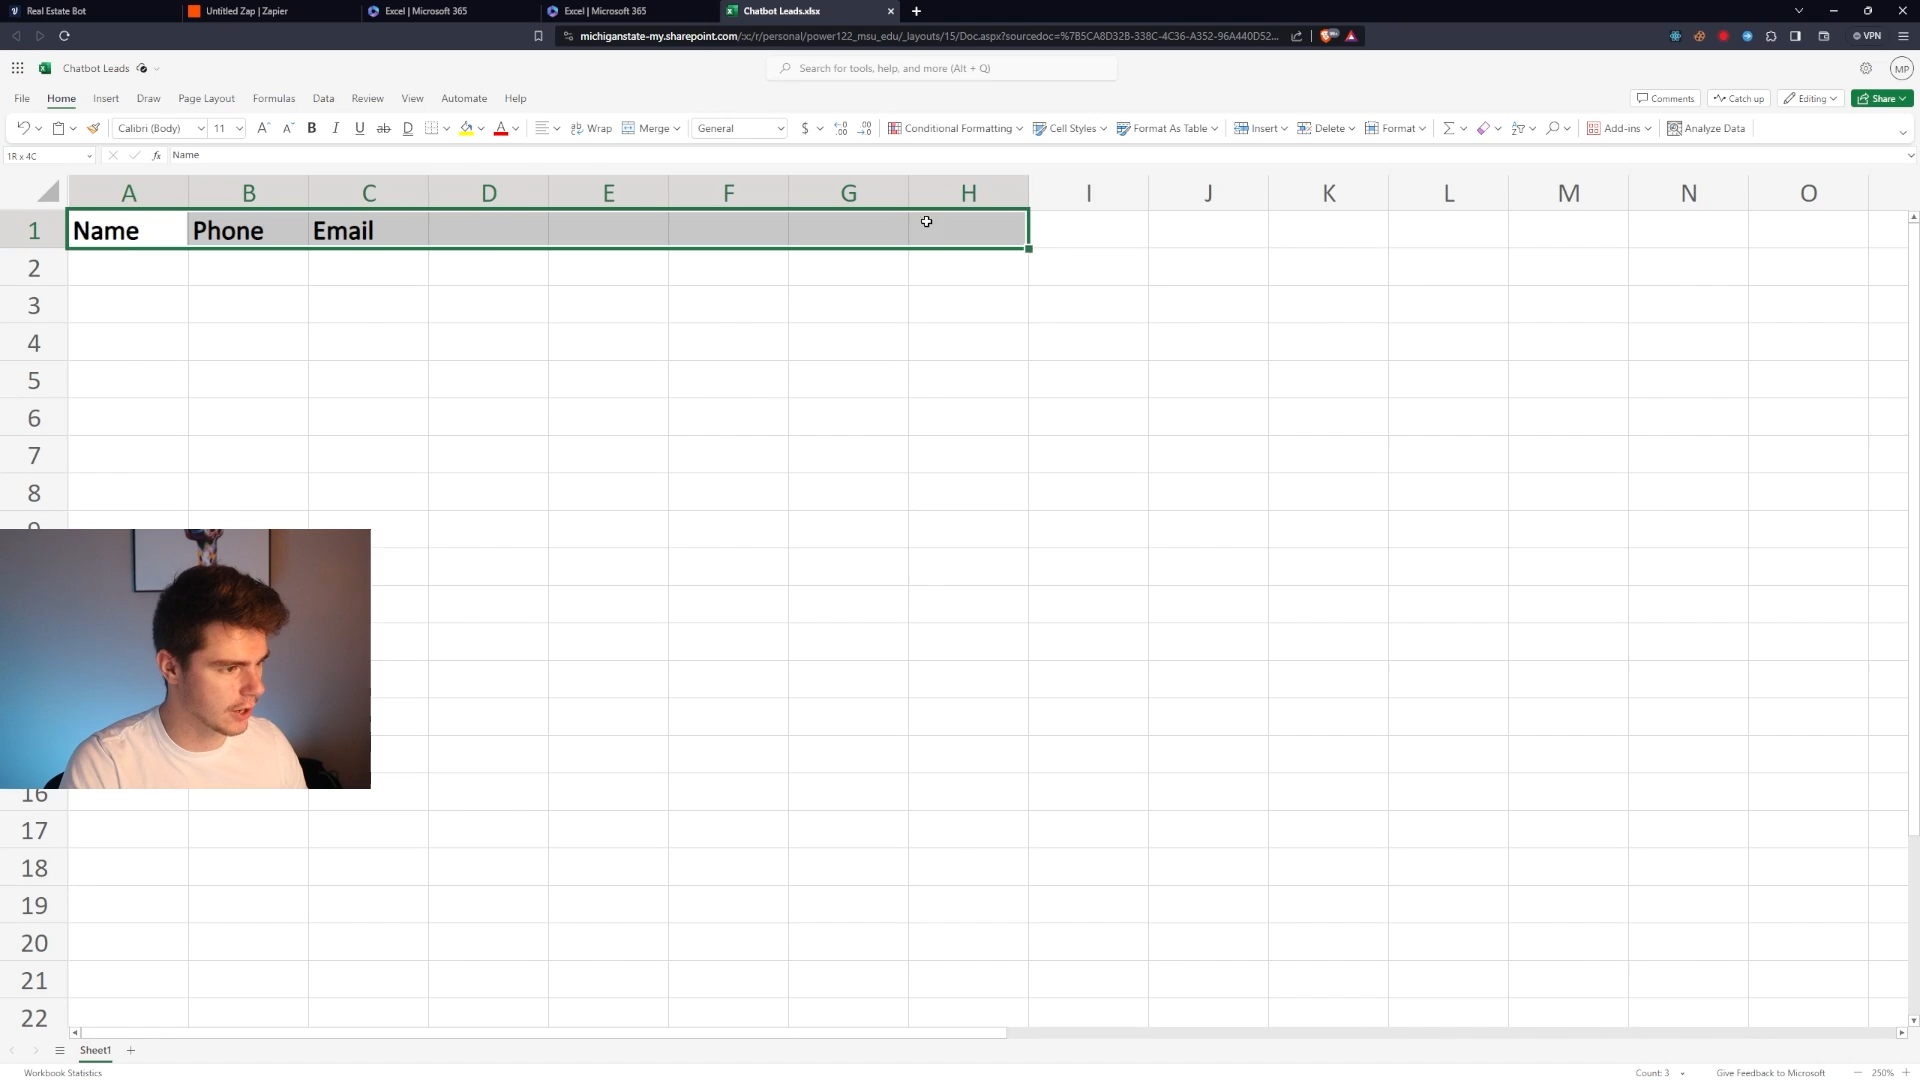 Real Estate Bot
Untitled Zap | Zapier
Excel | Microsoft 365
Excel | Microsoft 365
Chatbot Leads.xlsx
michiganstate-my.sharepoint.com/:x:/r/personal/power122_msu_edu/_layouts/15/Doc.aspx?sourcedoc=%7B5CA8D32B-338C-4C36-A352-96A440D52...
VPN
Chatbot Leads
Search for tools, help, and more (Alt + Q)
MP
File Home Insert Draw Page Layout Formulas Data Review View Automate Help
Comments Catch up Editing Share
Calibri (Body) 11 A A B I U ab D A Wrap Merge General $ Conditional Formatting Cell Styles Format As Table Insert Delete Format Add-ins Analyze Data
1R x 4C fx Name
A B C D E F G H I J K L M N O
1 Name Phone Email
2
3
4
5
6
7
8
16
17
18
19
20
21
22
Sheet1
Workbook Statistics
Count: 3
Give Feedback to Microsoft
250%